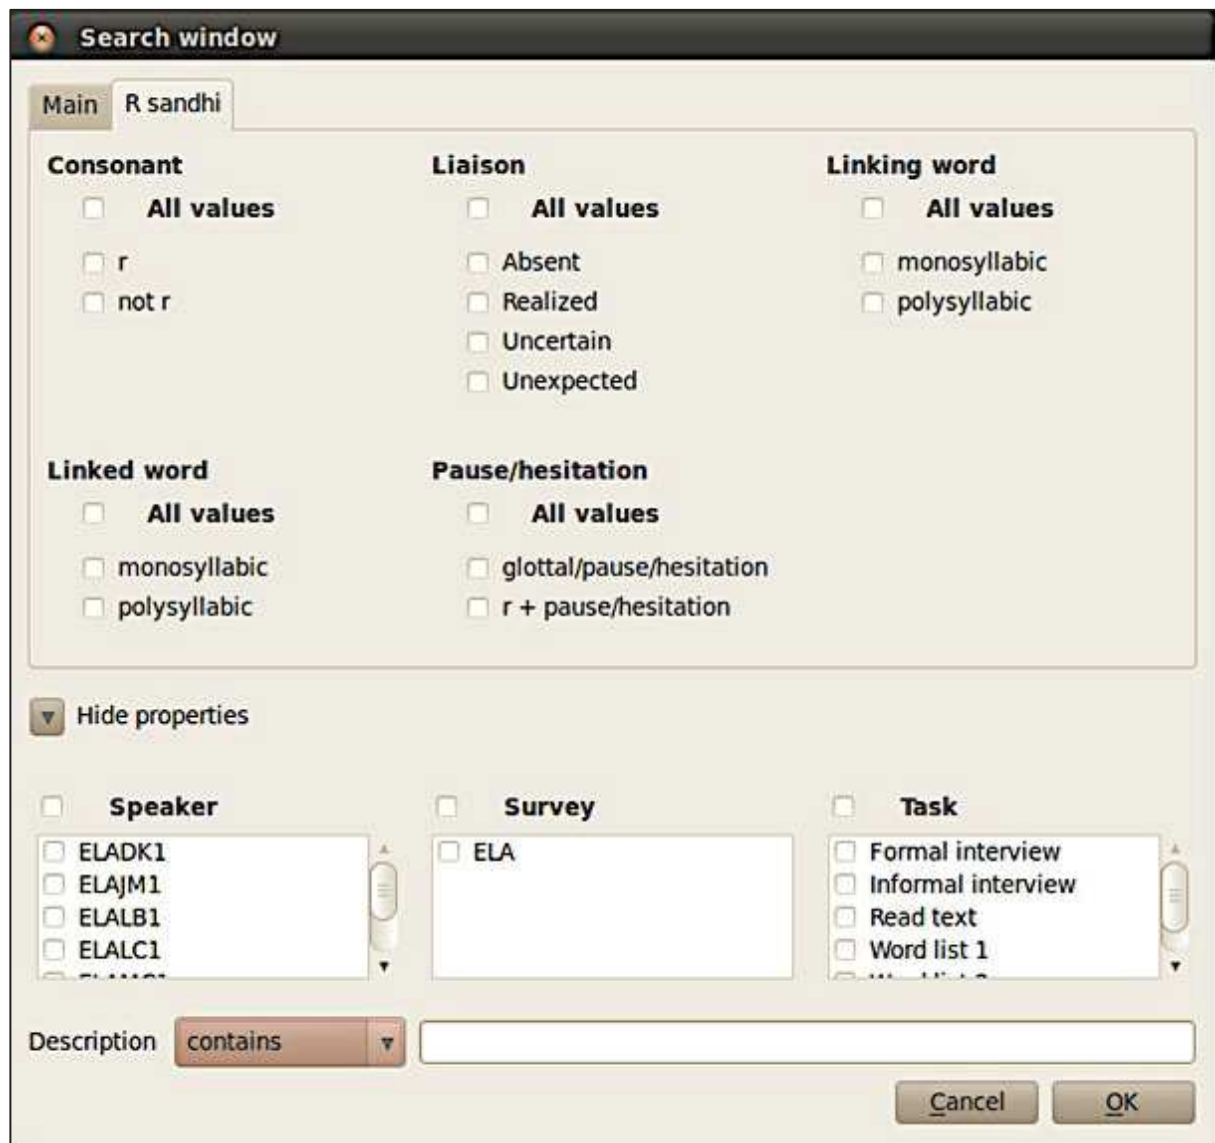 Search window
Main R sandhi
Consonant Liaison Linking word
All values All values All values
r Absent monosyllabic
not r Realized polysyllabic
Uncertain
Unexpected
Linked word Pause/hesitation
All values All values
monosyllabic glottal/pause/hesitation
polysyllabic r + pause/hesitation
Hide properties
Speaker Survey Task
ELADK1 ELA Formal interview
ELAJM1 Informal interview
ELALB1 Read text
ELALC1 Word list 1
Description contains
Cancel OK